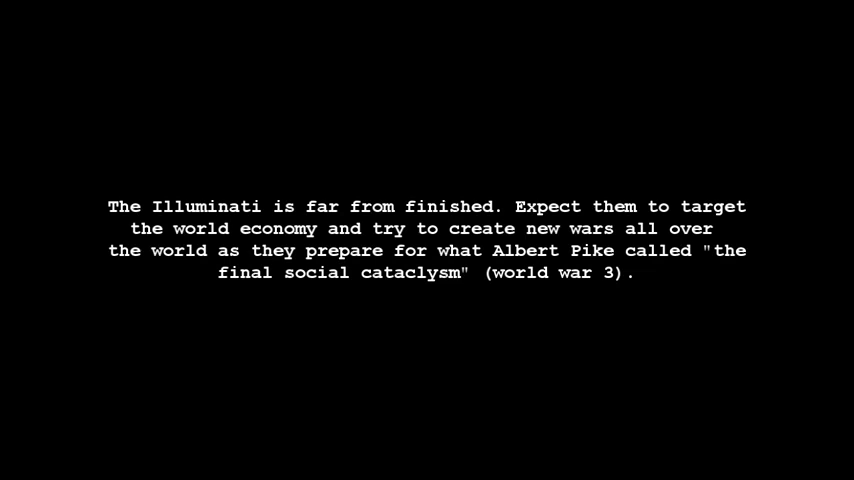 The Illuminati is far from finished. Expect them to target
the world economy and try to create new wars all over
the world as they prepare for what Albert Pike called "the
final social cataclysm" (world war 3).